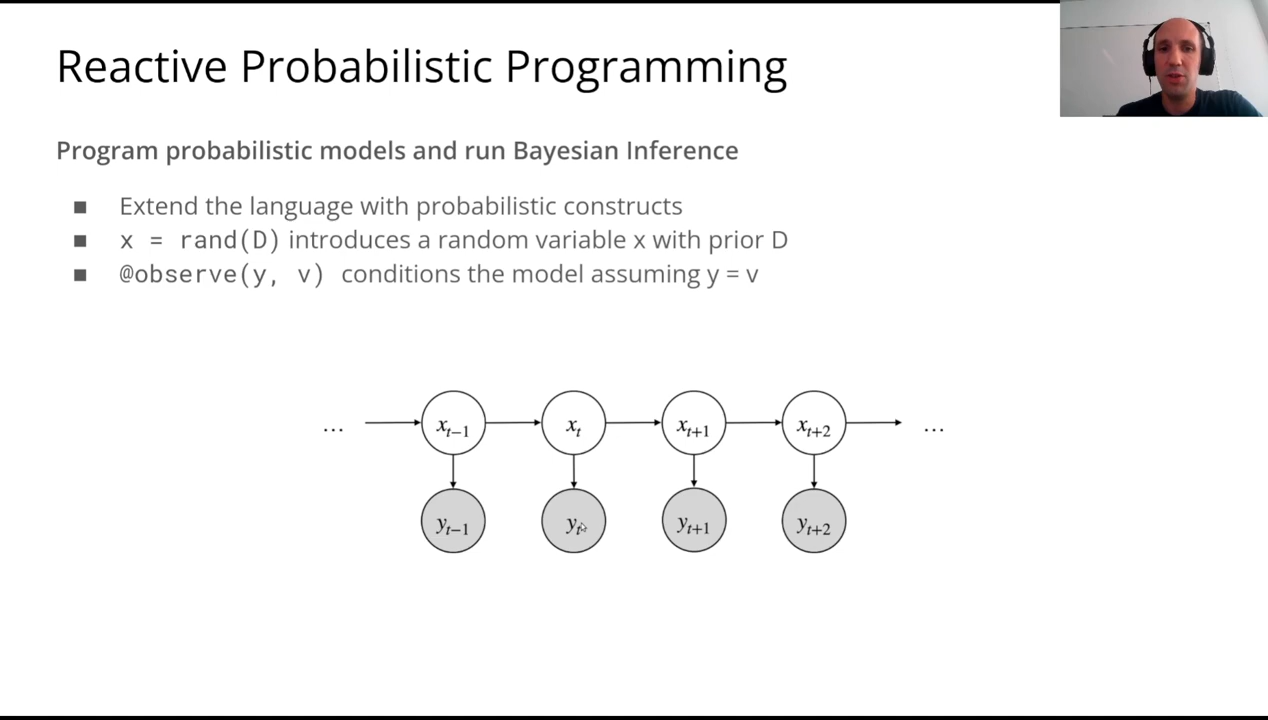 Reactive Probabilistic Programming
Program probabilistic models and run Bayesian Inference
■ Extend the language with probabilistic constructs
■ x = rand(D) introduces a random variable x with prior D
■ @observe(y, v) conditions the model assuming y = v
... x_{t−1} x_t x_{t+1} x_{t+2} ...
y_{t−1} y_t y_{t+1} y_{t+2}